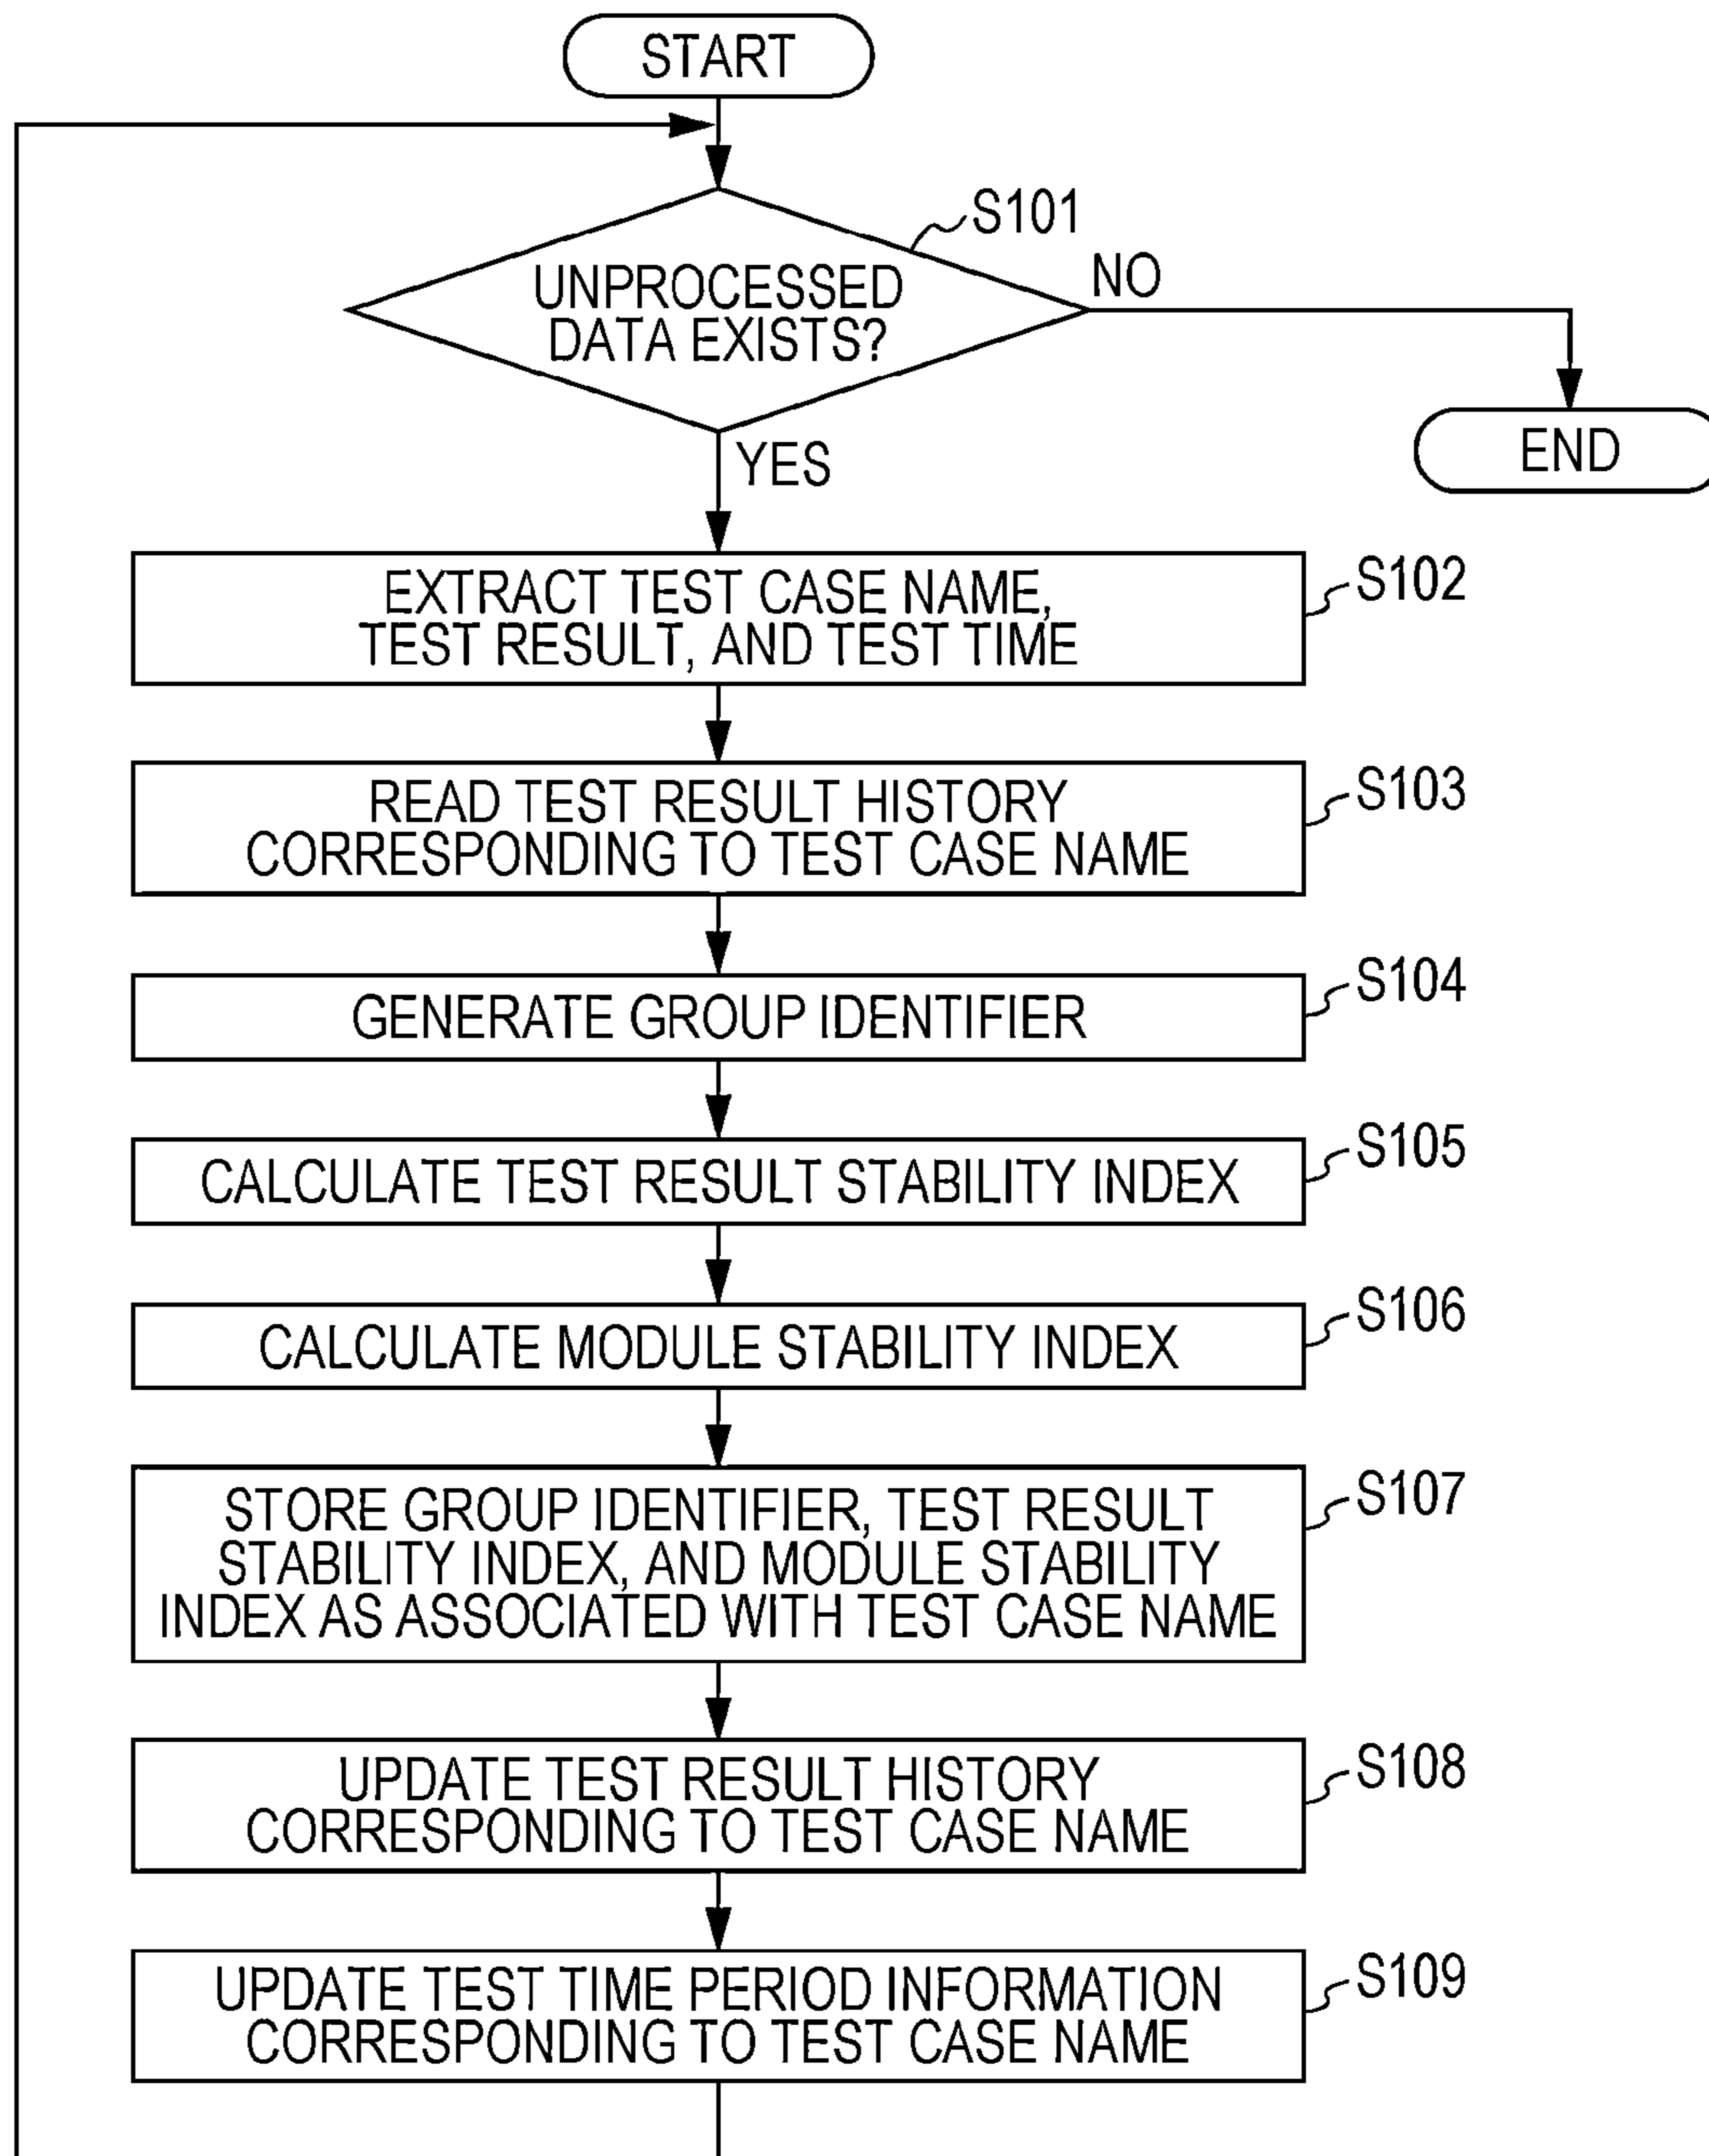 START
S101
UNPROCESSED
DATA EXISTS?
NO
YES
END
EXTRACT TEST CASE NAME,
TEST RESULT, AND TEST TIME
S102
READ TEST RESULT HISTORY
CORRESPONDING TO TEST CASE NAME
S103
GENERATE GROUP IDENTIFIER
S104
CALCULATE TEST RESULT STABILITY INDEX
S105
CALCULATE MODULE STABILITY INDEX
S106
STORE GROUP IDENTIFIER, TEST RESULT
STABILITY INDEX, AND MODULE STABILITY
INDEX AS ASSOCIATED WITH TEST CASE NAME
S107
UPDATE TEST RESULT HISTORY
CORRESPONDING TO TEST CASE NAME
S108
UPDATE TEST TIME PERIOD INFORMATION
CORRESPONDING TO TEST CASE NAME
S109